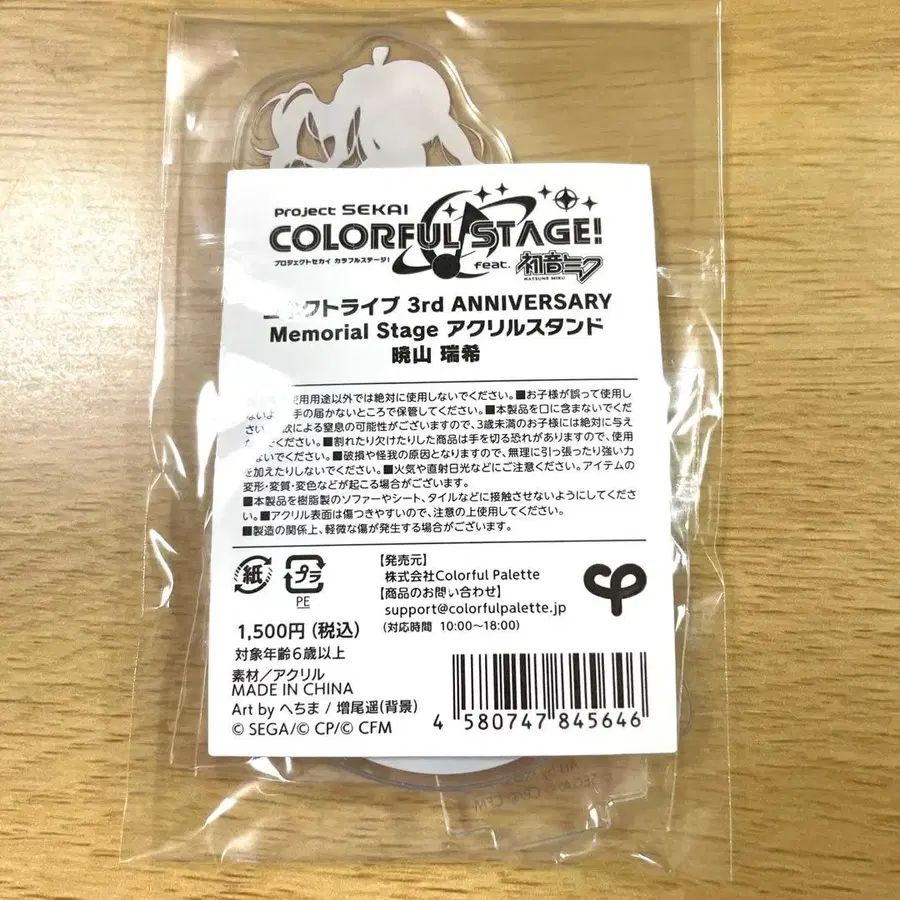 Project SEKAI
COLORFUL STAGE!
プロジェクトセカイ カラフルステージ!
feat. 初音ミク
HATSUNE MIKU
コネクトライブ 3rd ANNIVERSARY
Memorial Stage アクリルスタンド
暁山 瑞希
使用用途以外では絶対に使用しないでください。■お子様が誤って使用し
ないよ 手の届かないところで保管してください。■本製品を口に含まないでくだ
さい 飲による窒息の可能性がございますので、3歳未満のお子様には絶対に与え
でください。■割れたり欠けたりした商品は手を切る恐れがありますので、使用
ないでください。■破損や怪我の原因となりますので、無理に引っ張ったり強い力
を加えたりしないでください。■火気や直射日光などにご注意ください。アイテムの
変形・変質・変色などが起こる場合がございます。
■本製品を樹脂製のソファーやシート、タイルなどに接触させないようにしてくださ
い。■アクリル表面は傷つきやすいので、注意の上使用してください。
■製造の関係上、軽微な傷が発生する場合がございます。
紙
プラ
PE
【発売元】
株式会社Colorful Palette
【商品のお問い合わせ】
support@colorfulpalette.jp
(対応時間 10:00〜18:00)
1,500円(税込)
対象年齢6歳以上
素材/アクリル
MADE IN CHINA
Art by へちま / 増尾遥(背景)
© SEGA/© CP/© CFM
4 580747 845646